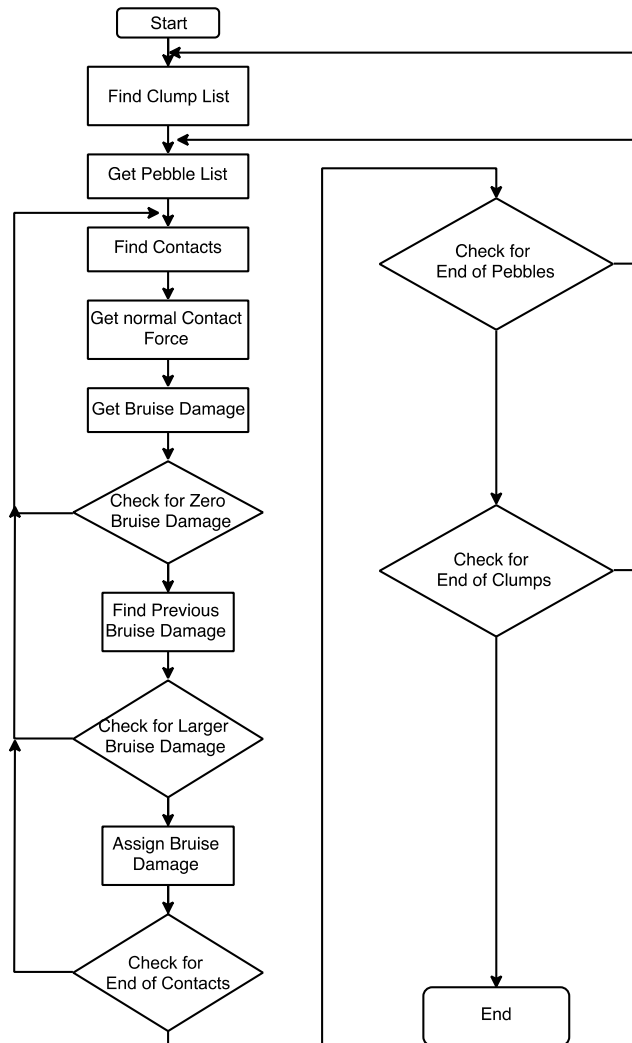 Start
Find Clump List
Get Pebble List
Find Contacts
Get normal Contact
Force
Get Bruise Damage
Check for Zero
Bruise Damage
Find Previous
Bruise Damage
Check for Larger
Bruise Damage
Assign Bruise
Damage
Check for
End of Contacts
Check for
End of Pebbles
Check for
End of Clumps
End